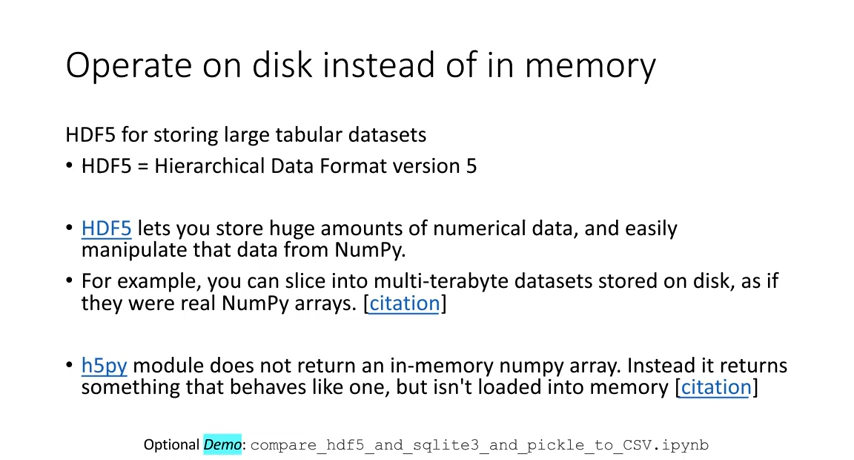 Operate on disk instead of in memory
HDF5 for storing large tabular datasets
• HDF5 = Hierarchical Data Format version 5
• HDF5 lets you store huge amounts of numerical data, and easily
manipulate that data from NumPy.
• For example, you can slice into multi-terabyte datasets stored on disk, as if
they were real NumPy arrays. [citation]
• h5py module does not return an in-memory numpy array. Instead it returns
something that behaves like one, but isn't loaded into memory [citation]
Optional Demo: compare_hdf5_and_sqlite3_and_pickle_to_CSV.ipynb